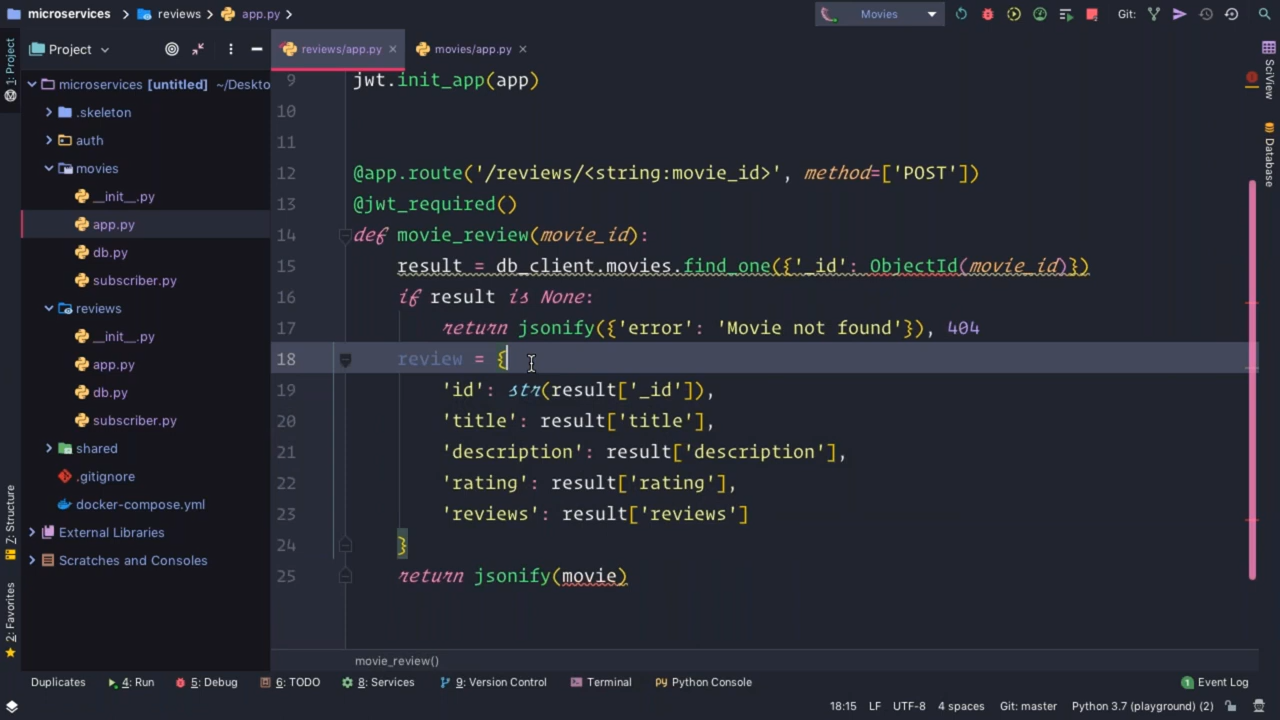 microservices reviews app.py
Movies
Git:
Project
reviews/app.py
movies/app.py
1: Project
microservices [untitled] ~/Deskto
.skeleton
auth
movies
__init__.py
app.py
db.py
subscriber.py
reviews
__init__.py
app.py
db.py
subscriber.py
shared
.gitignore
docker-compose.yml
External Libraries
Scratches and Consoles
Z: Structure
2: Favorites
9 jwt.init_app(app)
10
11
12 @app.route('/reviews/<string:movie_id>', method=['POST'])
13 @jwt_required()
14 def movie_review(movie_id):
15 result = db_client.movies.find_one({'_id': ObjectId(movie_id)})
16 if result is None:
17 return jsonify({'error': 'Movie not found'}), 404
18 review = {
19 'id': str(result['_id']),
20 'title': result['title'],
21 'description': result['description'],
22 'rating': result['rating'],
23 'reviews': result['reviews']
24 }
25 return jsonify(movie)
movie_review()
SciView
Database
Duplicates 4: Run 5: Debug 6: TODO 8: Services 9: Version Control Terminal Python Console 1 Event Log
18:15 LF UTF-8 4 spaces Git: master Python 3.7 (playground) (2)